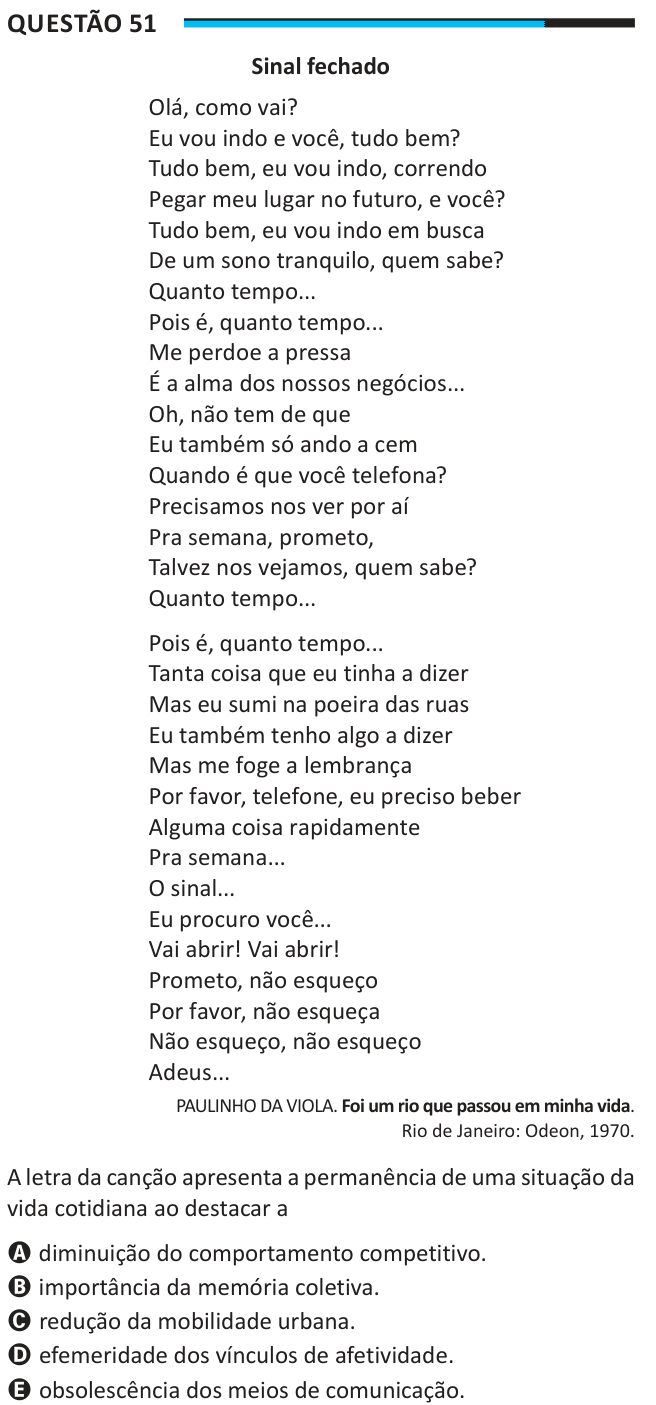 QUESTÃO 51
Sinal fechado
Olá, como vai?
Eu vou indo e você, tudo bem?
Tudo bem, eu vou indo, correndo
Pegar meu lugar no futuro, e você?
Tudo bem, eu vou indo em busca
De um sono tranquilo, quem sabe?
Quanto tempo...
Pois é, quanto tempo...
Me perdoe a pressa
É a alma dos nossos negócios...
Oh, não tem de que
Eu também só ando a cem
Quando é que você telefona?
Precisamos nos ver por aí
Pra semana, prometo,
Talvez nos vejamos, quem sabe?
Quanto tempo...
Pois é, quanto tempo...
Tanta coisa que eu tinha a dizer
Mas eu sumi na poeira das ruas
Eu também tenho algo a dizer
Mas me foge a lembrança
Por favor, telefone, eu preciso beber
Alguma coisa rapidamente
Pra semana...
O sinal...
Eu procuro você...
Vai abrir! Vai abrir!
Prometo, não esqueço
Por favor, não esqueça
Não esqueço, não esqueço
Adeus...
PAULINHO DA VIOLA. Foi um rio que passou em minha vida.
Rio de Janeiro: Odeon, 1970.
A letra da canção apresenta a permanência de uma situação da
vida cotidiana ao destacar a
A diminuição do comportamento competitivo.
B importância da memória coletiva.
C redução da mobilidade urbana.
D efemeridade dos vínculos de afetividade.
E obsolescência dos meios de comunicação.